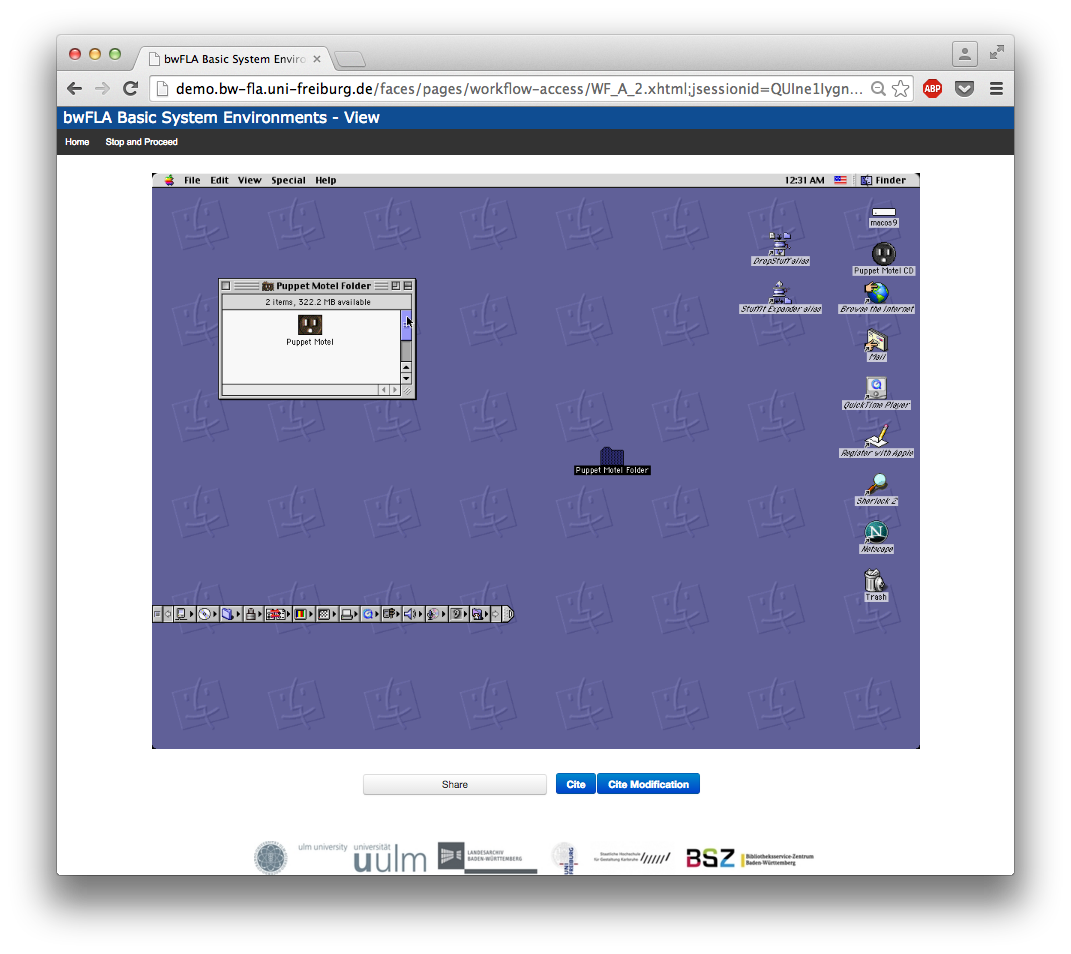 bwFLA Basic System Enviro
demo.bw-fla.uni-freiburg.de/faces/pages/workflow-access/WF_A_2.xhtml;jsessionid=QUIne1lygn...
ABP
bwFLA Basic System Environments - View
Home Stop and Proceed
File Edit View Special Help 12:31 AM Finder
macos9
DropStuff alias
Puppet Motel CD
Puppet Motel Folder
2 items, 322.2 MB available
Puppet Motel
StuffIt Expander alias
Browse the Internet
Mail
QuickTime Player
Register with Apple
Puppet Motel Folder
Sherlock 2
N
Netscape
Trash
Share Cite Cite Modification
ulm university universität
uulm
LANDESARCHIV
BADEN-WÜRTTEMBERG
UNI
FREIBURG
Staatliche Hochschule
für Gestaltung Karlsruhe
BSZ
Bibliotheksservice-Zentrum
Baden-Württemberg